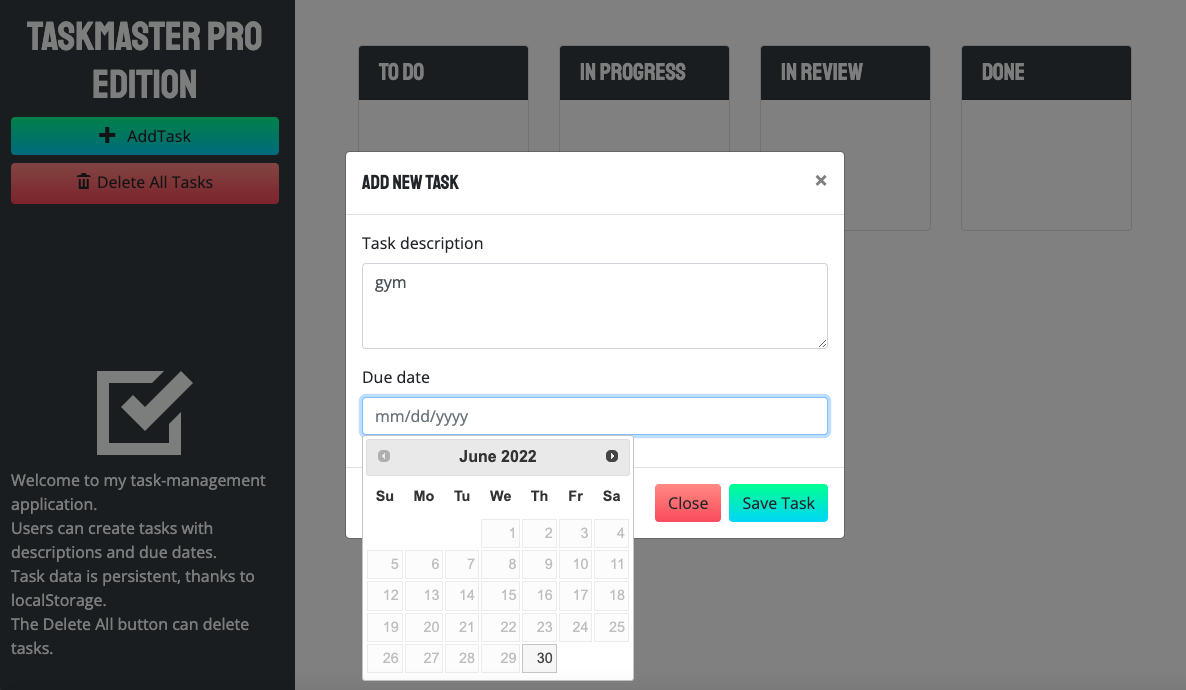 TASKMASTER PRO
EDITION
AddTask
Delete All Tasks
Welcome to my task-management
application.
Users can create tasks with
descriptions and due dates.
Task data is persistent, thanks to
localStorage.
The Delete All button can delete
tasks.
TO DO
IN PROGRESS
IN REVIEW
DONE
ADD NEW TASK
×
Task description
gym
Due date
mm/dd/yyyy
June 2022
Su Mo Tu We Th Fr Sa
1 2 3 4
5 6 7 8 9 10 11
12 13 14 15 16 17 18
19 20 21 22 23 24 25
26 27 28 29 30
Close
Save Task